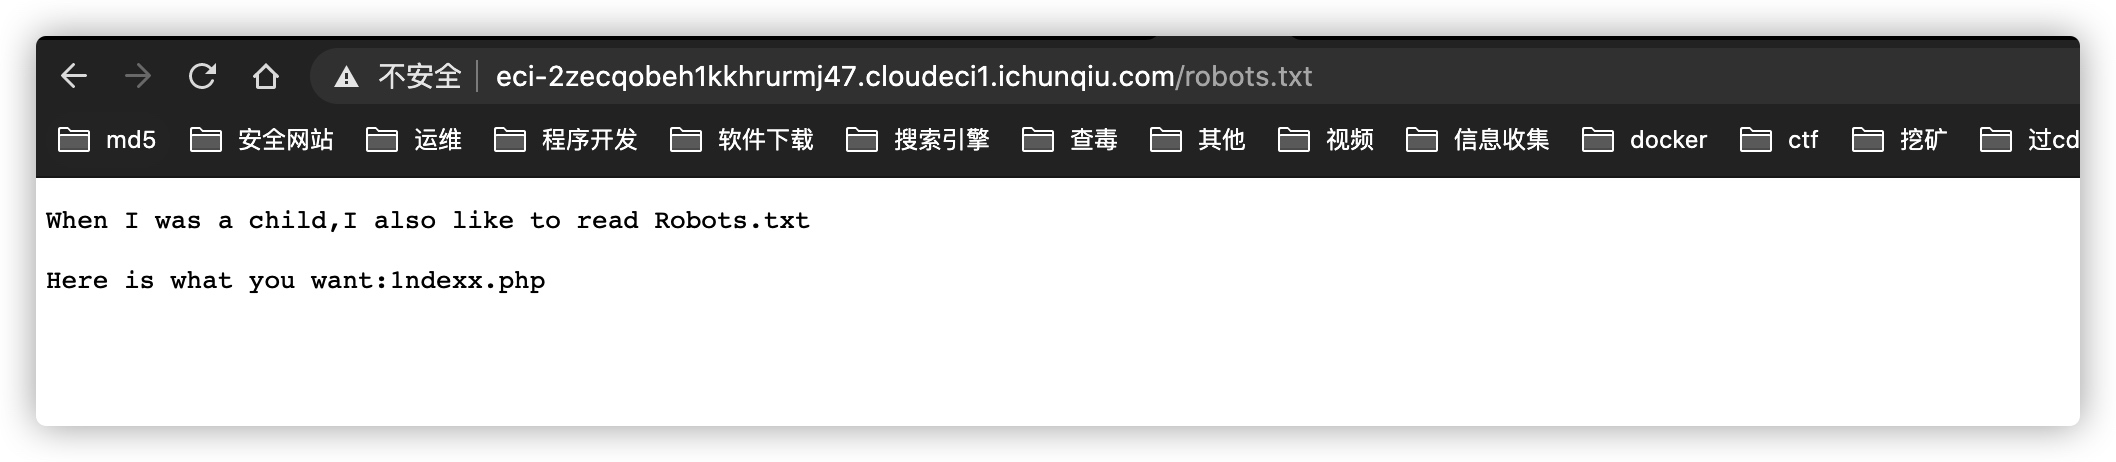 不安全 eci-2zecqobeh1kkhrurmj47.cloudeci1.ichunqiu.com/robots.txt
md5 安全网站 运维 程序开发 软件下载 搜索引擎 查毒 其他 视频 信息收集 docker ctf 挖矿 过cd
When I was a child,I also like to read Robots.txt
Here is what you want:1ndexx.php